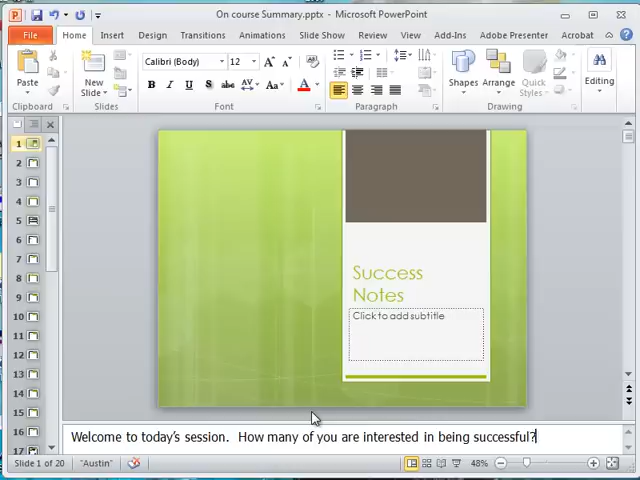 On course Summary.pptx - Microsoft PowerPoint
File Home Insert Design Transitions Animations Slide Show Review View Add-Ins Adobe Presenter Acrobat
Calibri (Body) 12
Paste New Slide Shapes Arrange Editing
Clipboard Slides Font Paragraph Drawing
1
2
3
4
5
6
7
8
9
10
11
12
13
14
15
16
17
Success
Notes
Click to add subtitle
Welcome to today's session. How many of you are interested in being successful?
Slide 1 of 20 "Austin" 48%